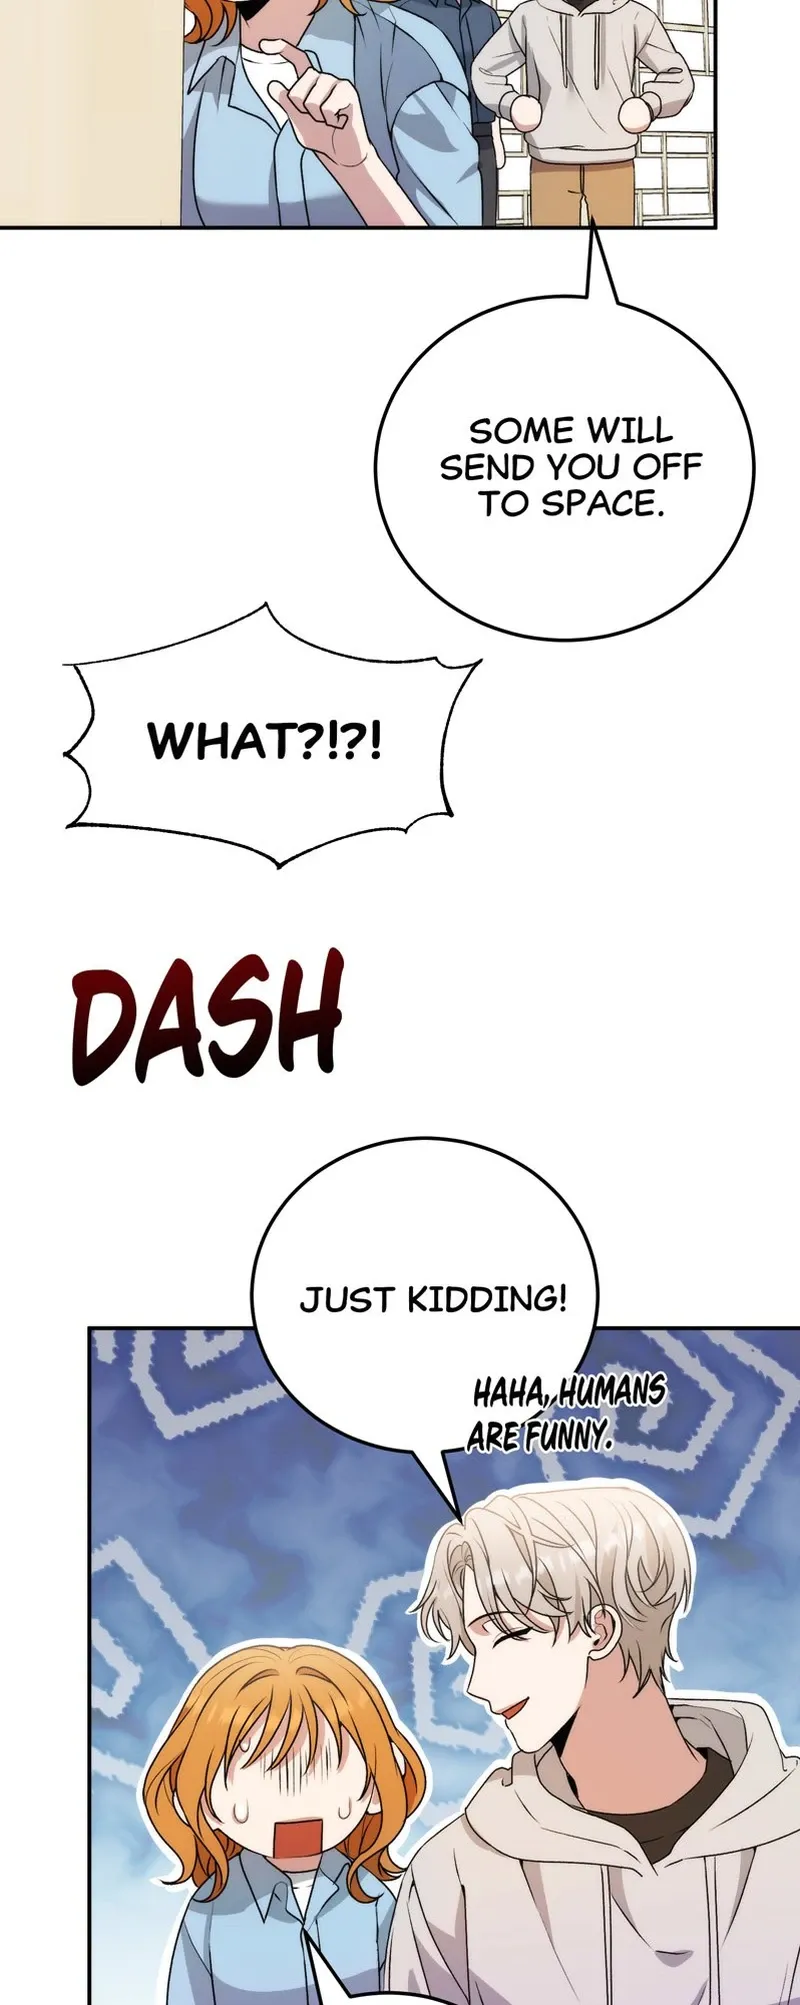 SOME WILL
SEND YOU OFF
TO SPACE.
WHAT?!?!
DASH
JUST KIDDING!
HAHA, HUMANS
ARE FUNNY.